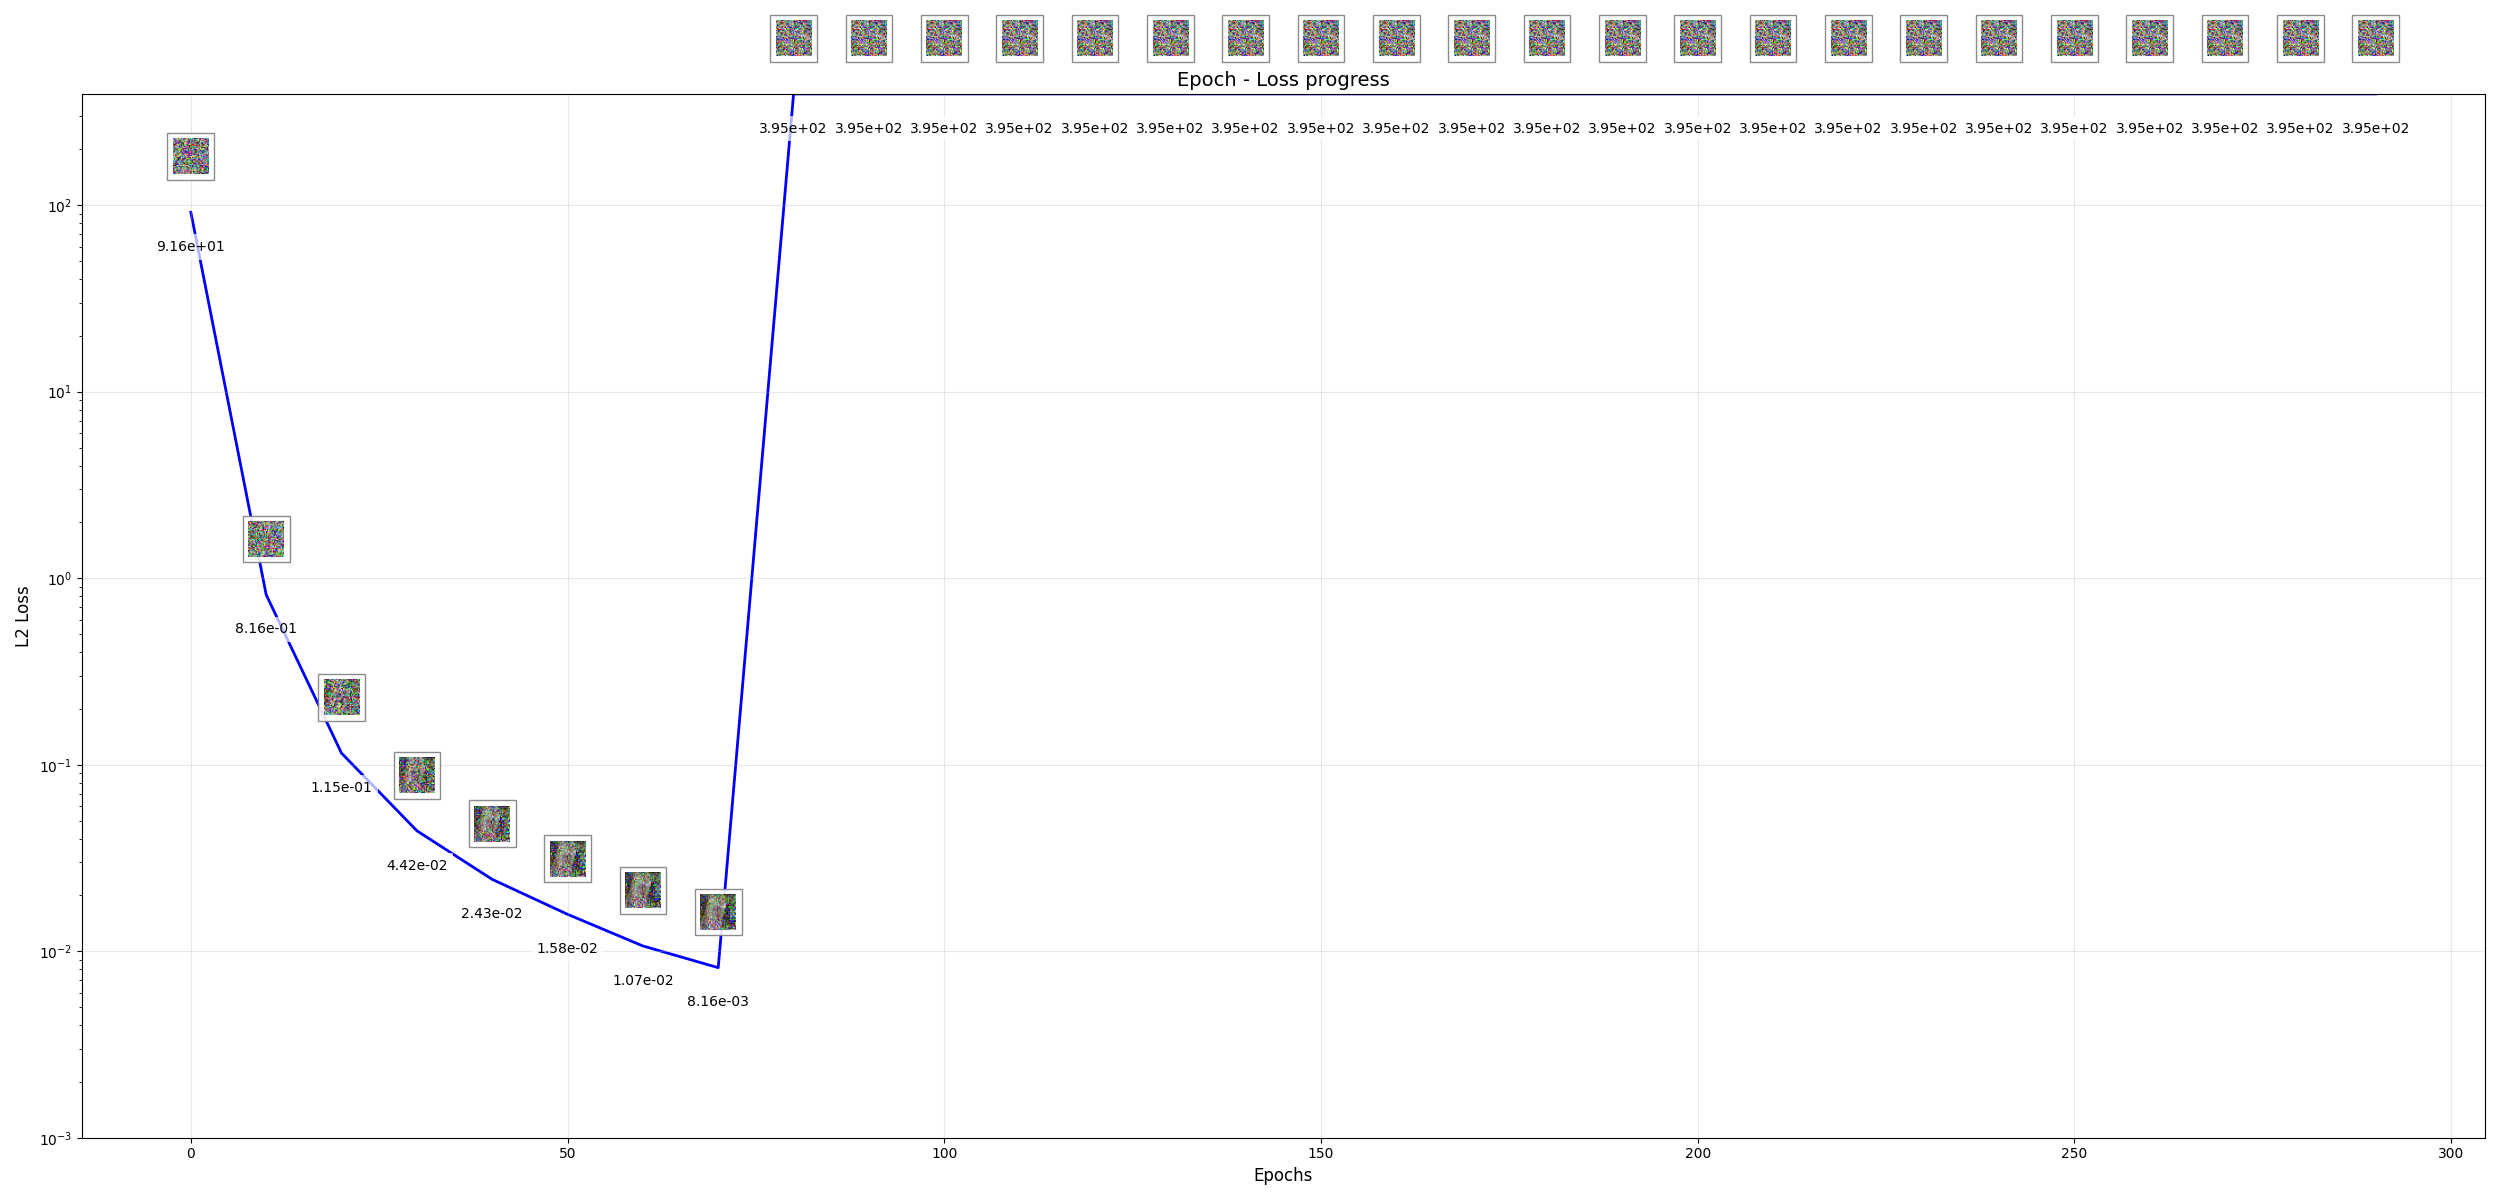 Epoch - Loss progress
3.95e+02 3.95e+02 3.95e+02 3.95e+02 3.95e+02 3.95e+02 3.95e+02 3.95e+02 3.95e+02 3.95e+02 3.95e+02 3.95e+02 3.95e+02 3.95e+02 3.95e+02 3.95e+02 3.95e+02 3.95e+02 3.95e+02 3.95e+02 3.95e+02 3.95e+02
10²
9.16e+01
10¹
10⁰
L2 Loss
8.16e-01
10⁻¹
1.15e-01
4.42e-02
2.43e-02
1.58e-02
10⁻²
1.07e-02
8.16e-03
10⁻³
0 50 100 150 200 250 300
Epochs